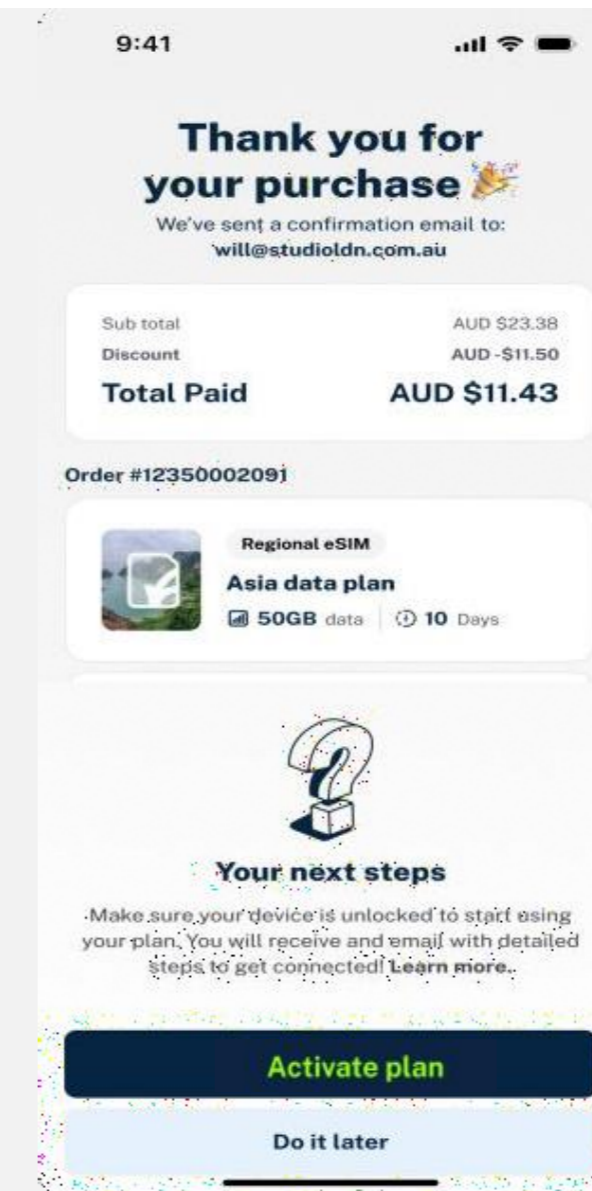 9:41
Thank you for
your purchase 🎉
We've sent a confirmation email to:
will@studioldn.com.au
Sub total AUD $23.38
Discount AUD -$11.50
Total Paid AUD $11.43
Order #12350002091
Regional eSIM
Asia data plan
50GB data 10 Days
Your next steps
Make sure your device is unlocked to start using
your plan. You will receive and email with detailed
steps to get connected! Learn more.
Activate plan
Do it later